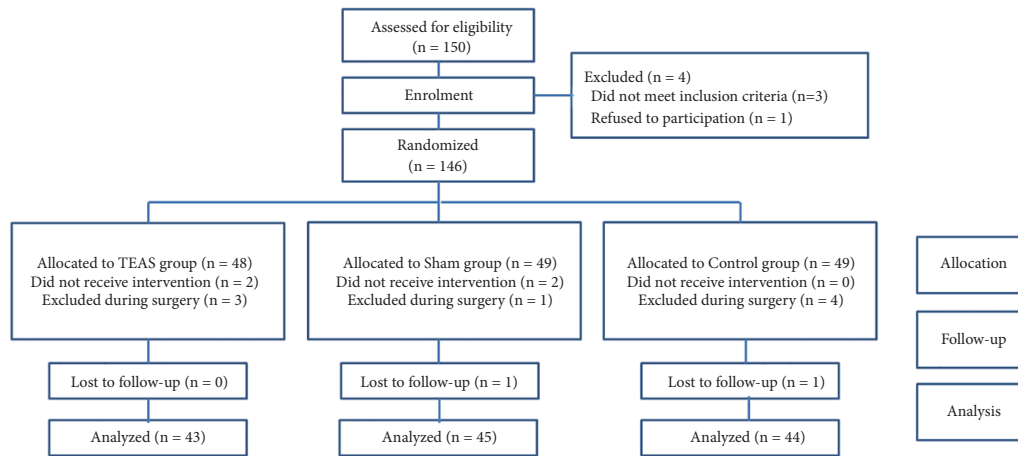 Assessed for eligibility
(n = 150)
Excluded (n = 4)
Did not meet inclusion criteria (n=3)
Refused to participation (n = 1)
Enrolment
Randomized
(n = 146)
Allocated to TEAS group (n = 48)
Did not receive intervention (n = 2)
Excluded during surgery (n = 3)
Allocated to Sham group (n = 49)
Did not receive intervention (n = 2)
Excluded during surgery (n = 1)
Allocated to Control group (n = 49)
Did not receive intervention (n = 0)
Excluded during surgery (n = 4)
Allocation
Lost to follow-up (n = 0)
Lost to follow-up (n = 1)
Lost to follow-up (n = 1)
Follow-up
Analyzed (n = 43)
Analyzed (n = 45)
Analyzed (n = 44)
Analysis